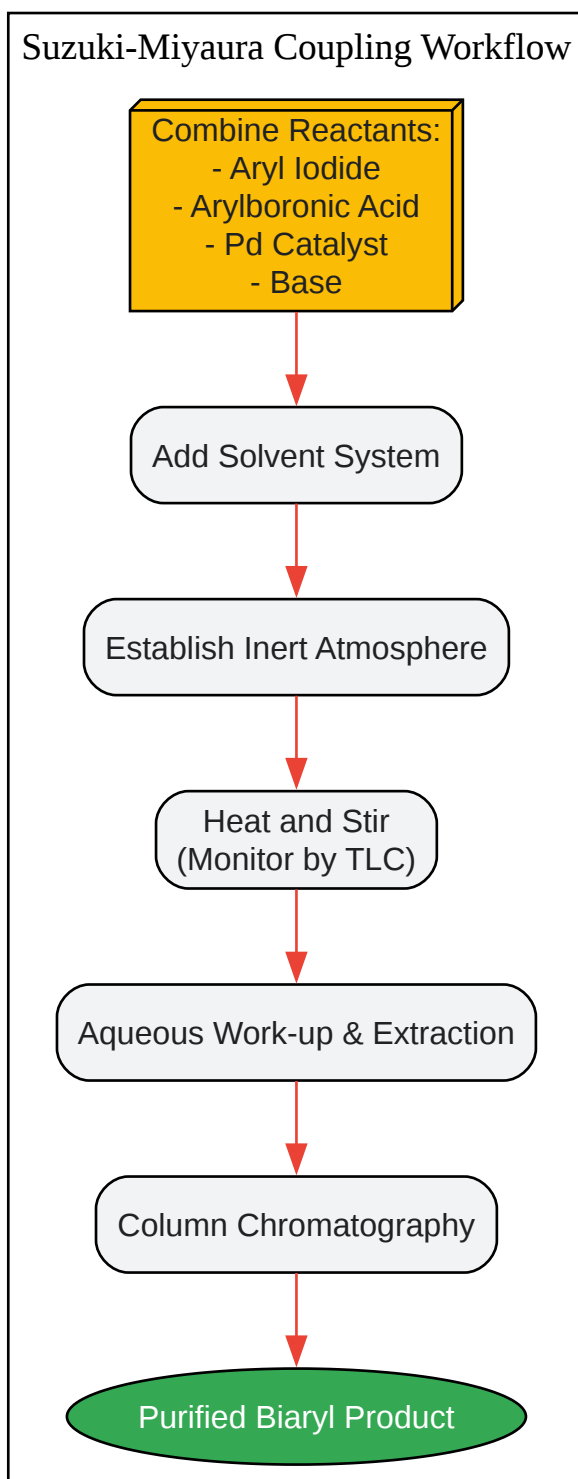 Suzuki-Miyaura Coupling Workflow
Combine Reactants:
- Aryl Iodide
- Arylboronic Acid
- Pd Catalyst
- Base
Add Solvent System
Establish Inert Atmosphere
Heat and Stir
(Monitor by TLC)
Aqueous Work-up & Extraction
Column Chromatography
Purified Biaryl Product